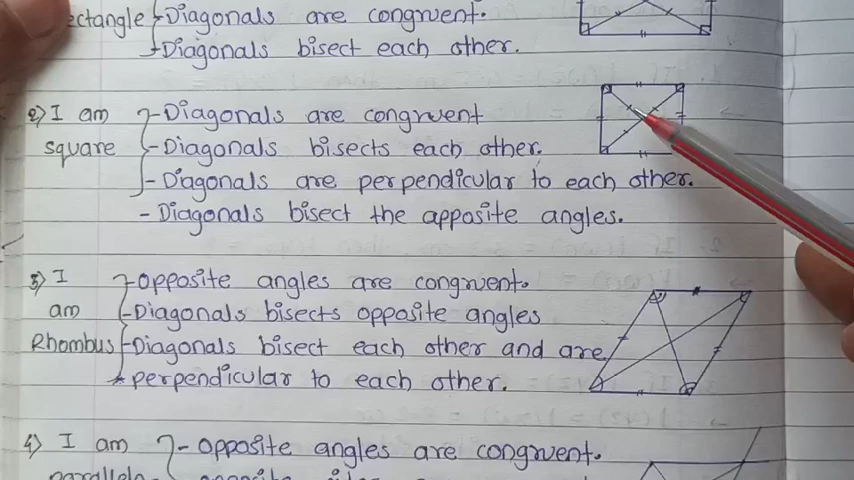 ectangle - Diagonals are congruent.
- Diagonals bisect each other.
2) I am - Diagonals are congruent
square - Diagonals bisects each other.
- Diagonals are perpendicular to each other.
- Diagonals bisect the apposite angles.
3) I - opposite angles are congruent.
am - Diagonals bisects opposite angles
Rhombus - Diagonals bisect each other and are
perpendicular to each other.
4) I am - opposite angles are congruent.